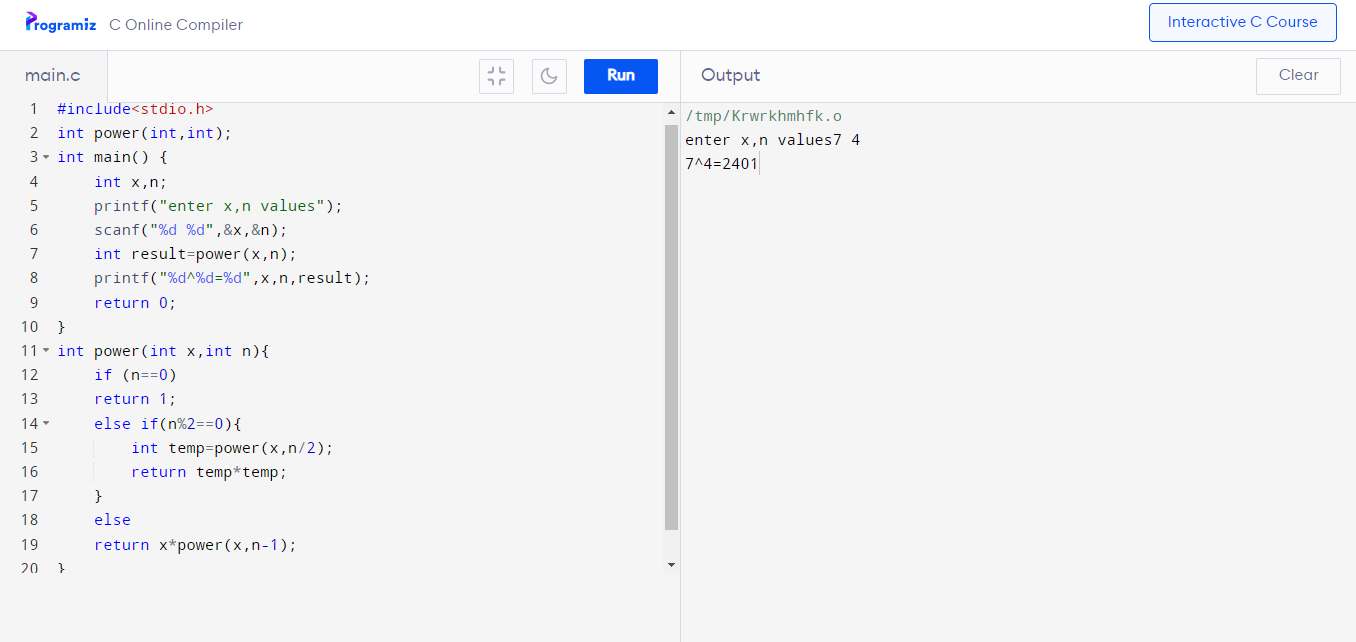 Programiz C Online Compiler
Interactive C Course
main.c
Run
Output
Clear
1 #include<stdio.h>
2 int power(int,int);
3 int main() {
4     int x,n;
5     printf("enter x,n values");
6     scanf("%d %d",&x,&n);
7     int result=power(x,n);
8     printf("%d^%d=%d",x,n,result);
9     return 0;
10 }
11 int power(int x,int n){
12     if (n==0)
13     return 1;
14     else if(n%2==0){
15         int temp=power(x,n/2);
16         return temp*temp;
17     }
18     else
19     return x*power(x,n-1);
20 }
/tmp/Krwrkhmhfk.o
enter x,n values7 4
7^4=2401